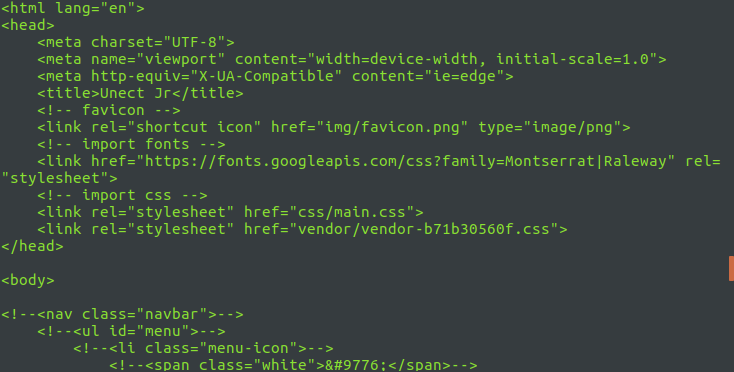 <html lang="en">
<head>
    <meta charset="UTF-8">
    <meta name="viewport" content="width=device-width, initial-scale=1.0">
    <meta http-equiv="X-UA-Compatible" content="ie=edge">
    <title>Unect Jr</title>
    <!-- favicon -->
    <link rel="shortcut icon" href="img/favicon.png" type="image/png">
    <!-- import fonts -->
    <link href="https://fonts.googleapis.com/css?family=Montserrat|Raleway" rel=
"stylesheet">
    <!-- import css -->
    <link rel="stylesheet" href="css/main.css">
    <link rel="stylesheet" href="vendor/vendor-b71b30560f.css">
</head>
<body>
<!--<nav class="navbar">-->
    <!--<ul id="menu">-->
        <!--<li class="menu-icon">-->
            <!--<span class="white">&#9776;</span>-->